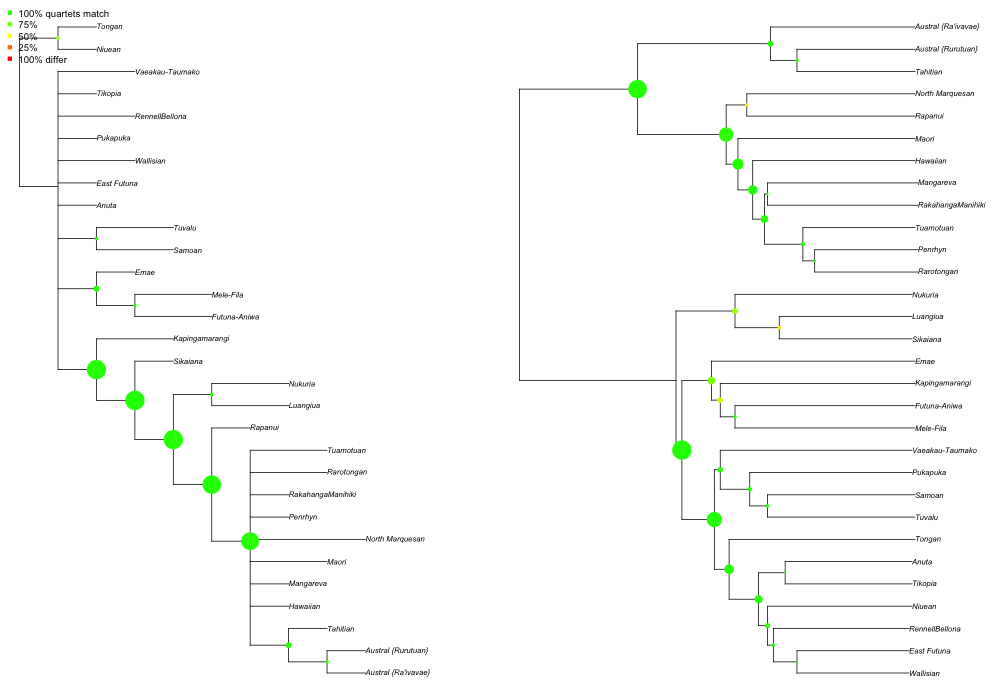 100% quartets match
75%
50%
25%
100% differ
Tongan
Niuean
Vaeakau-Taumako
Tikopia
RennellBellona
Pukapuka
Wallisian
East Futuna
Anuta
Tuvalu
Samoan
Emae
Mele-Fila
Futuna-Aniwa
Kapingamarangi
Sikaiana
Nukuria
Luangiua
Rapanui
Tuamotuan
Rarotongan
RakahangaManihiki
Penrhyn
North Marquesan
Maori
Mangareva
Hawaiian
Tahitian
Austral {Rurutuan}
Austral {Ra'ivavae}
Austral {Ra'ivavae}
Austral {Rurutuan}
Tahitian
North Marquesan
Rapanui
Maori
Hawaiian
Mangareva
RakahangaManihiki
Tuamotuan
Penrhyn
Rarotongan
Nukuria
Luangiua
Sikaiana
Emae
Kapingamarangi
Futuna-Aniwa
Mele-Fila
Vaeakau-Taumako
Pukapuka
Samoan
Tuvalu
Tongan
Anuta
Tikopia
Niuean
RennellBellona
East Futuna
Wallisian